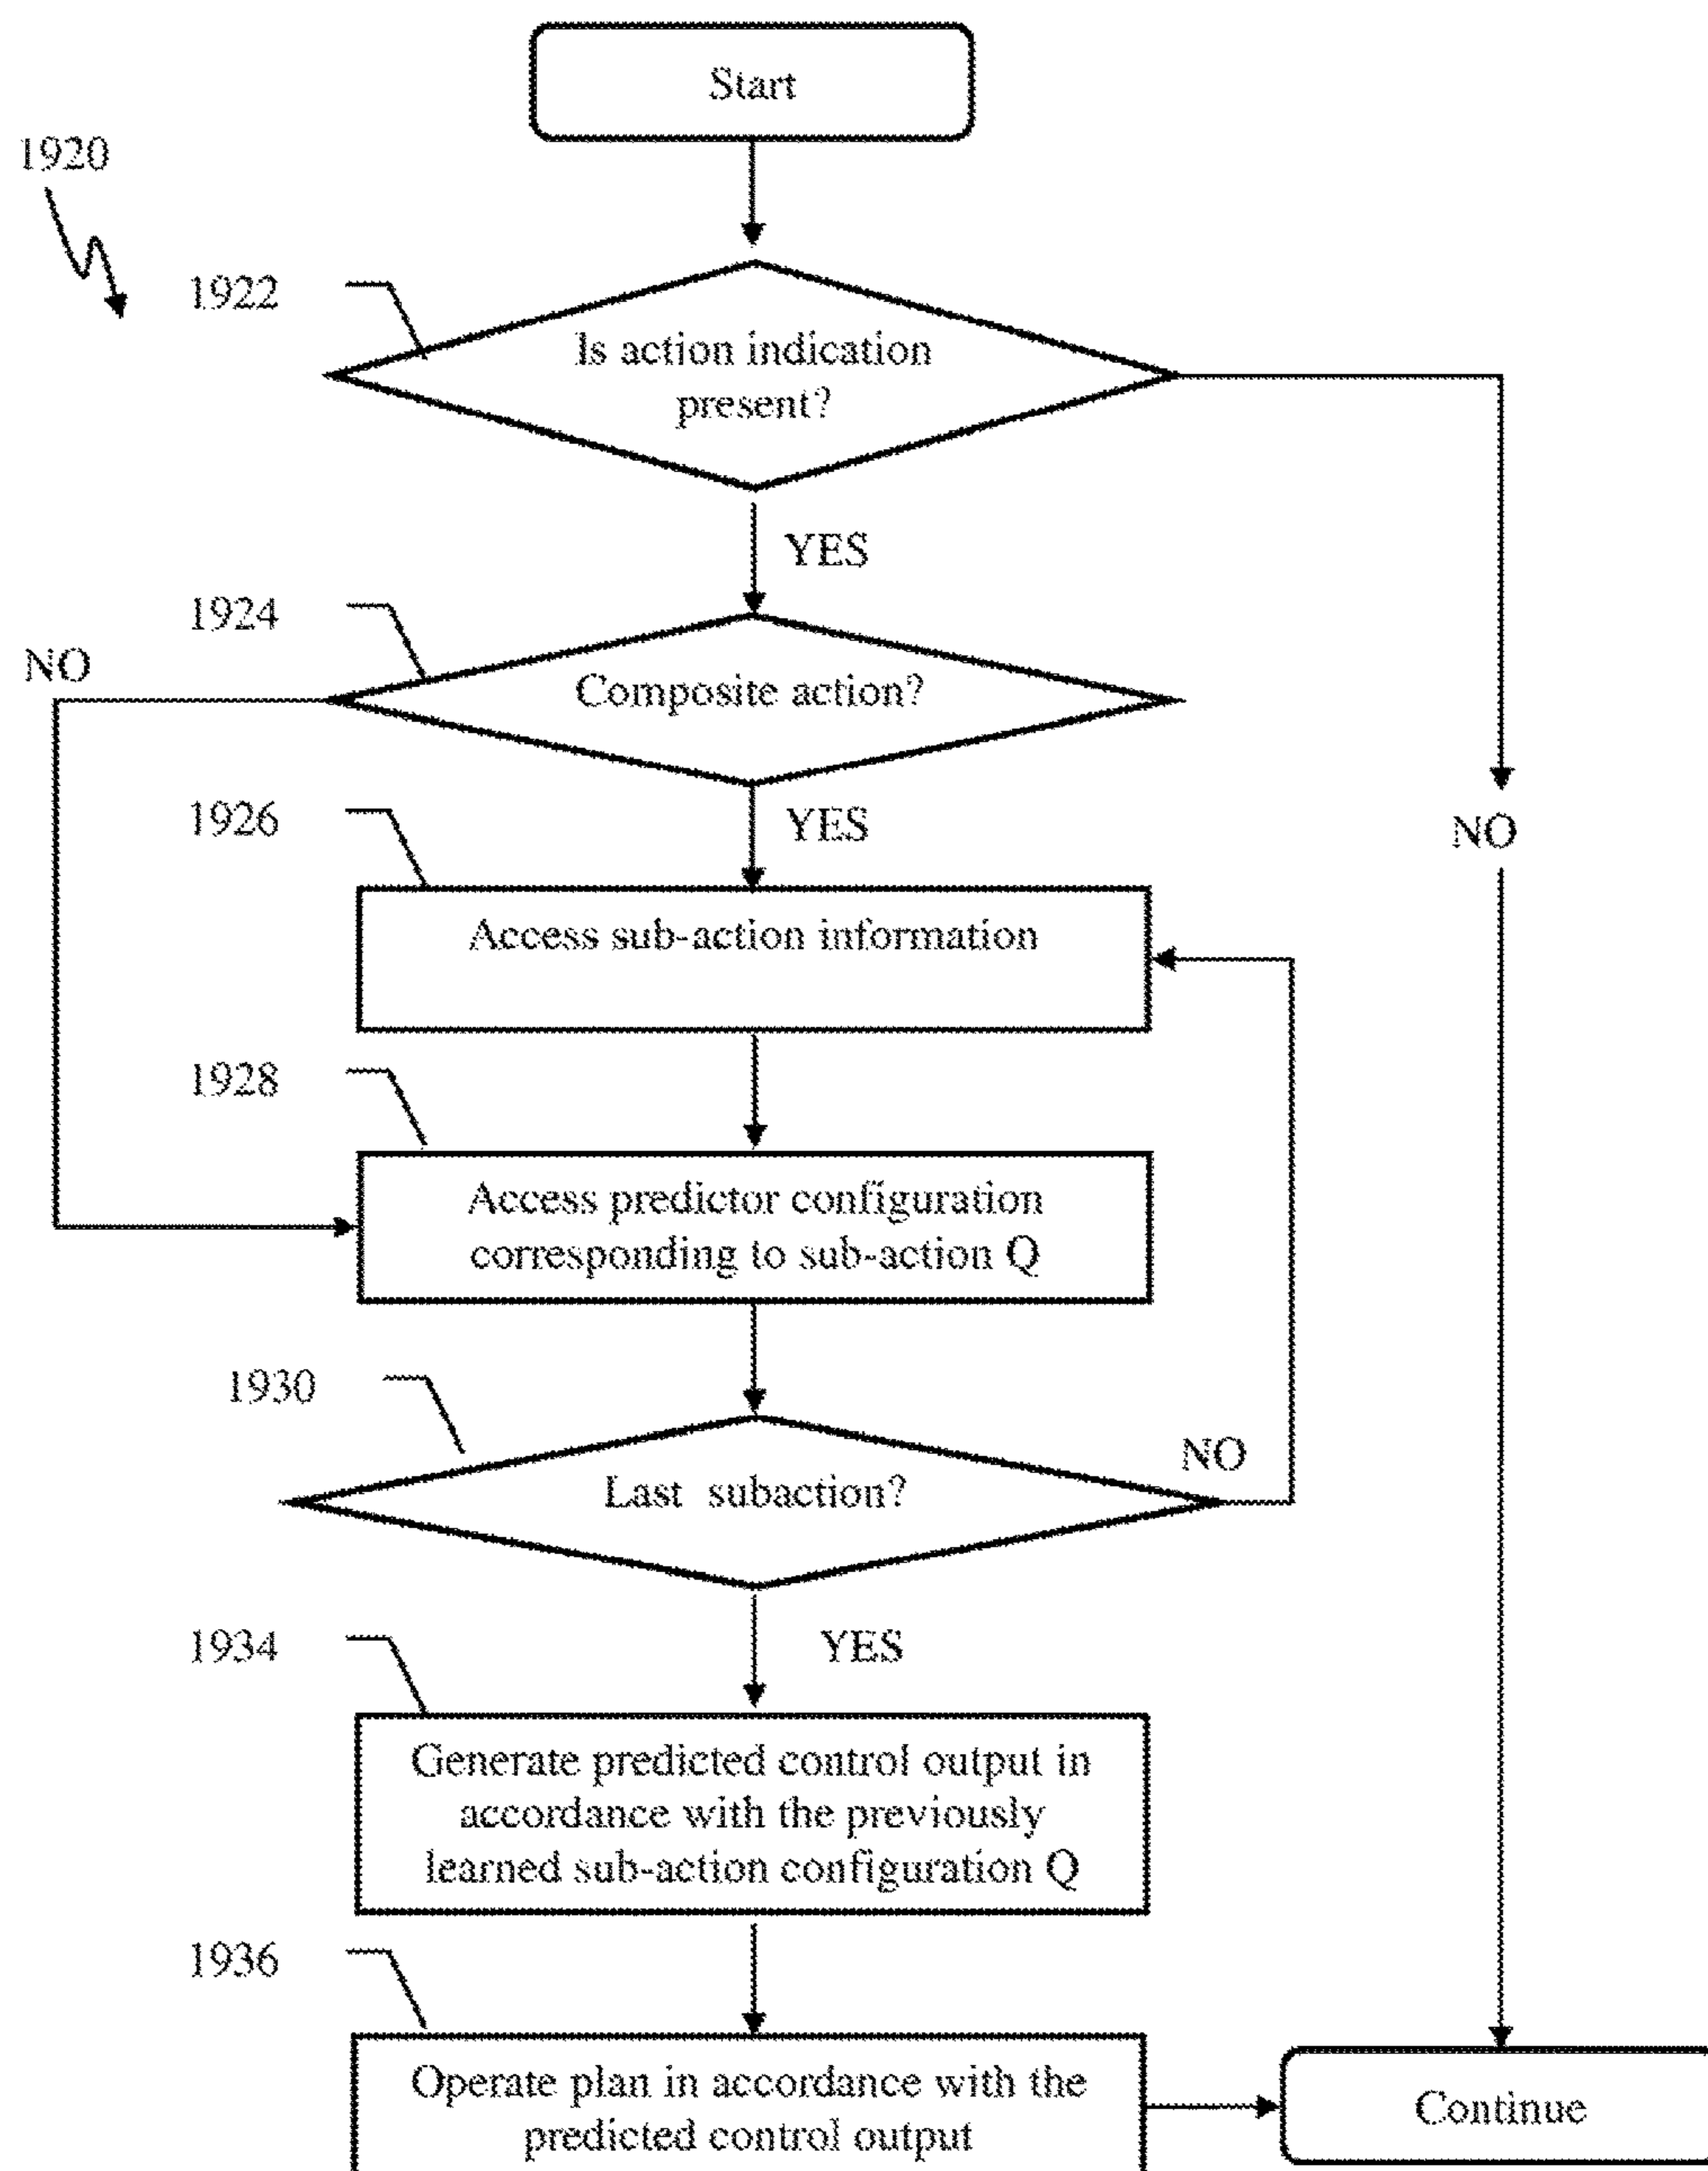 Start
1920
1922
Is action indication
present?
YES
1924
NO
Composite action?
1926
YES
NO
Access sub-action information
1928
Access predictor configuration
corresponding to sub-action Q
1930
NO
Last subaction?
1934
YES
Generate predicted control output in
accordance with the previously
learned sub-action configuration Q
1936
Operate plan in accordance with the
predicted control output
Continue